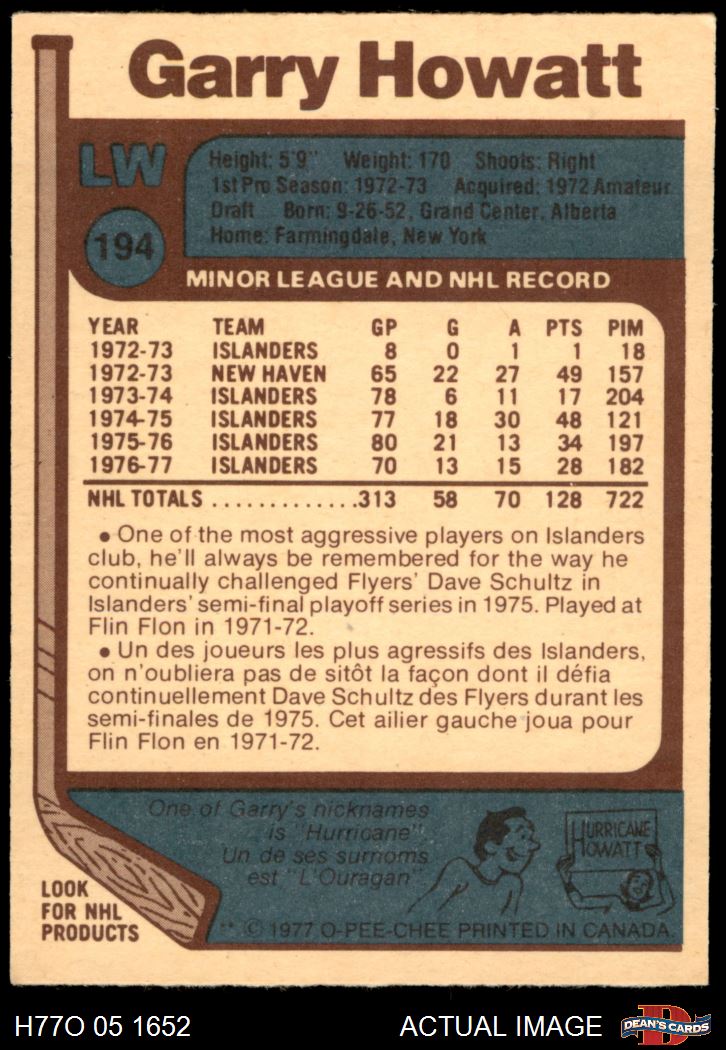 Garry Howatt
LW
194
Height: 5'9" Weight: 170 Shoots: Right
1st Pro Season: 1972-73 Acquired: 1972 Amateur
Draft Born: 9-26-52, Grand Center, Alberta
Home: Farmingdale, New York
MINOR LEAGUE AND NHL RECORD
YEAR TEAM GP G A PTS PIM
1972-73 ISLANDERS 8 0 1 1 18
1972-73 NEW HAVEN 65 22 27 49 157
1973-74 ISLANDERS 78 6 11 17 204
1974-75 ISLANDERS 77 18 30 48 121
1975-76 ISLANDERS 80 21 13 34 197
1976-77 ISLANDERS 70 13 15 28 182
NHL TOTALS .............313 58 70 128 722
• One of the most aggressive players on Islanders
club, he'll always be remembered for the way he
continually challenged Flyers' Dave Schultz in
Islanders' semi-final playoff series in 1975. Played at
Flin Flon in 1971-72.
• Un des joueurs les plus agressifs des Islanders,
on n'oubliera pas de sitôt la façon dont il défia
continuellement Dave Schultz des Flyers durant les
semi-finales de 1975. Cet ailier gauche joua pour
Flin Flon en 1971-72.
One of Garry's nicknames
is "Hurricane".
Un de ses surnoms
est "L'Ouragan".
HURRICANE
HOWATT
LOOK
FOR NHL
PRODUCTS
** © 1977 O-PEE-CHEE PRINTED IN CANADA.
H77O 05 1652
ACTUAL IMAGE
D
DEAN'S CARDS